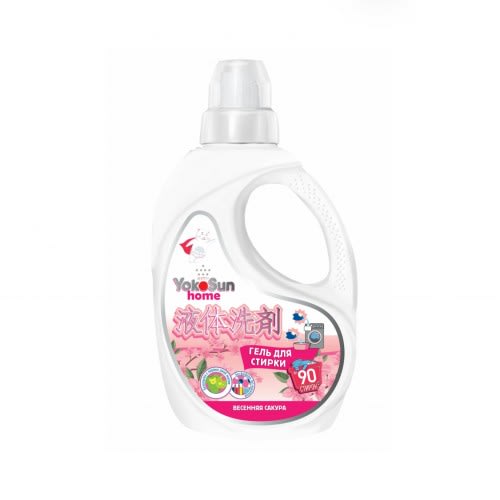 YokoSun
home
液体洗剤
ГЕЛЬ ДЛЯ
СТИРКИ
90
СТИРОК
ВЕСЕННЯЯ САКУРА